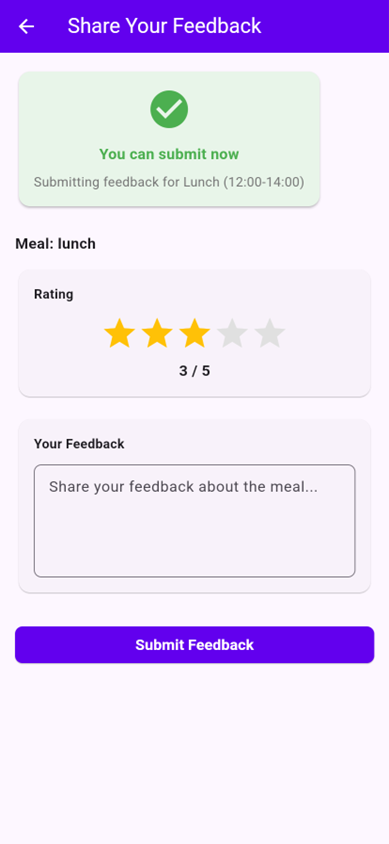 Share Your Feedback
You can submit now
Submitting feedback for Lunch (12:00-14:00)
Meal: lunch
Rating
3 / 5
Your Feedback
Share your feedback about the meal...
Submit Feedback